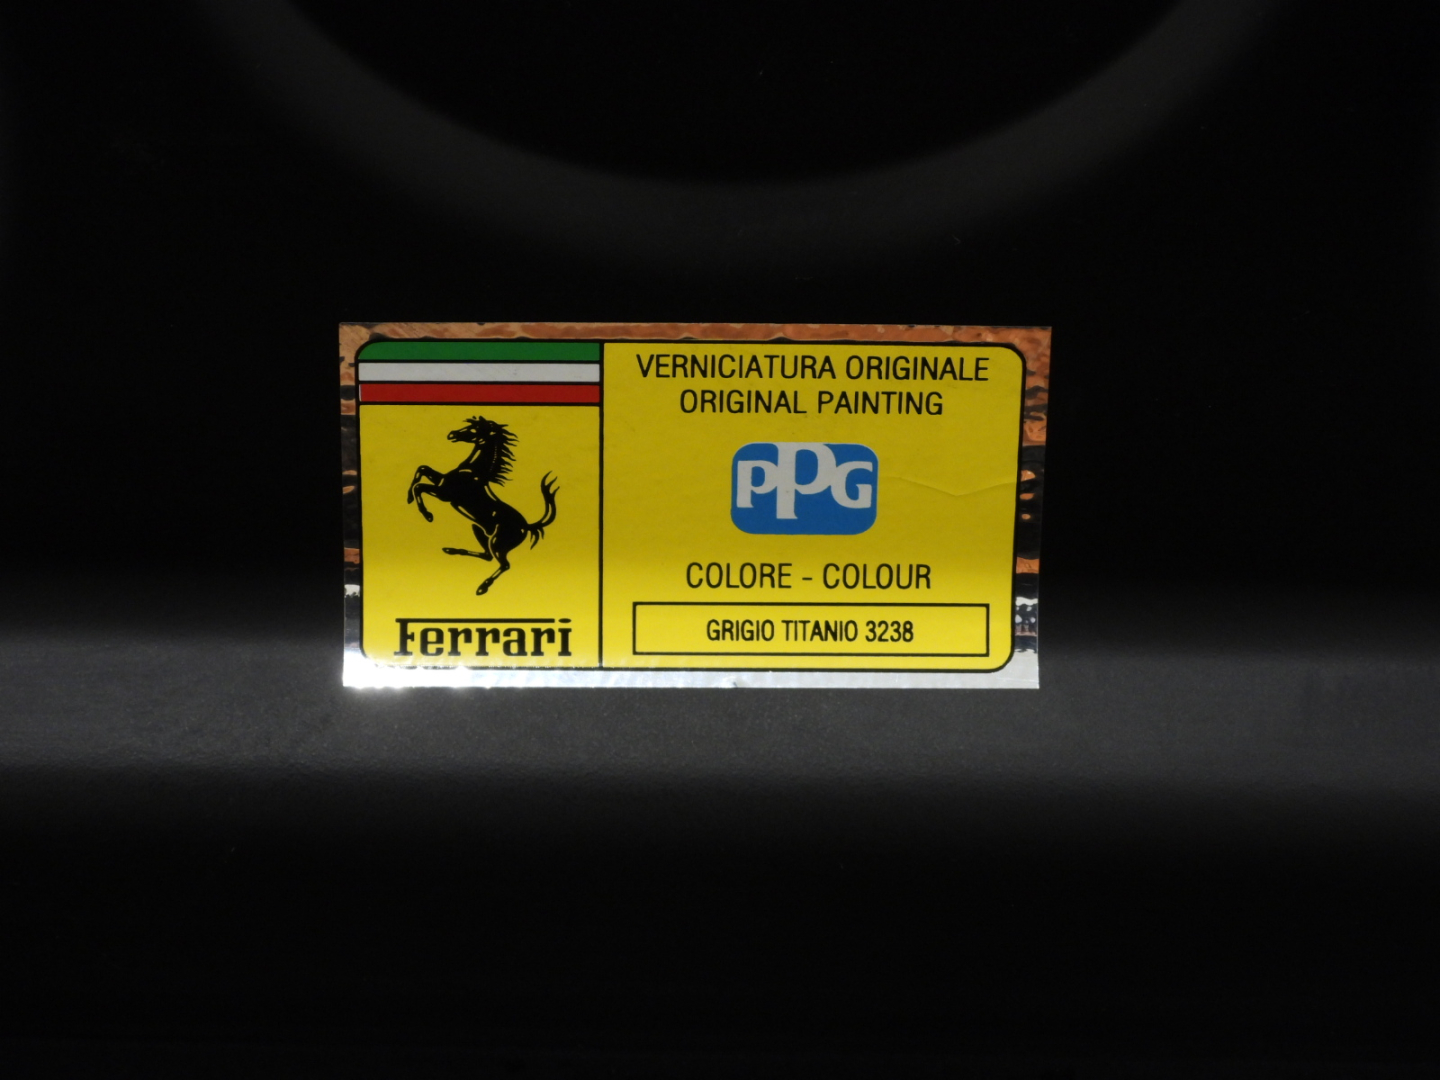 VERNICIATURA ORIGINALE
ORIGINAL PAINTING
PPG
COLORE - COLOUR
GRIGIO TITANIO 3238
Ferrari